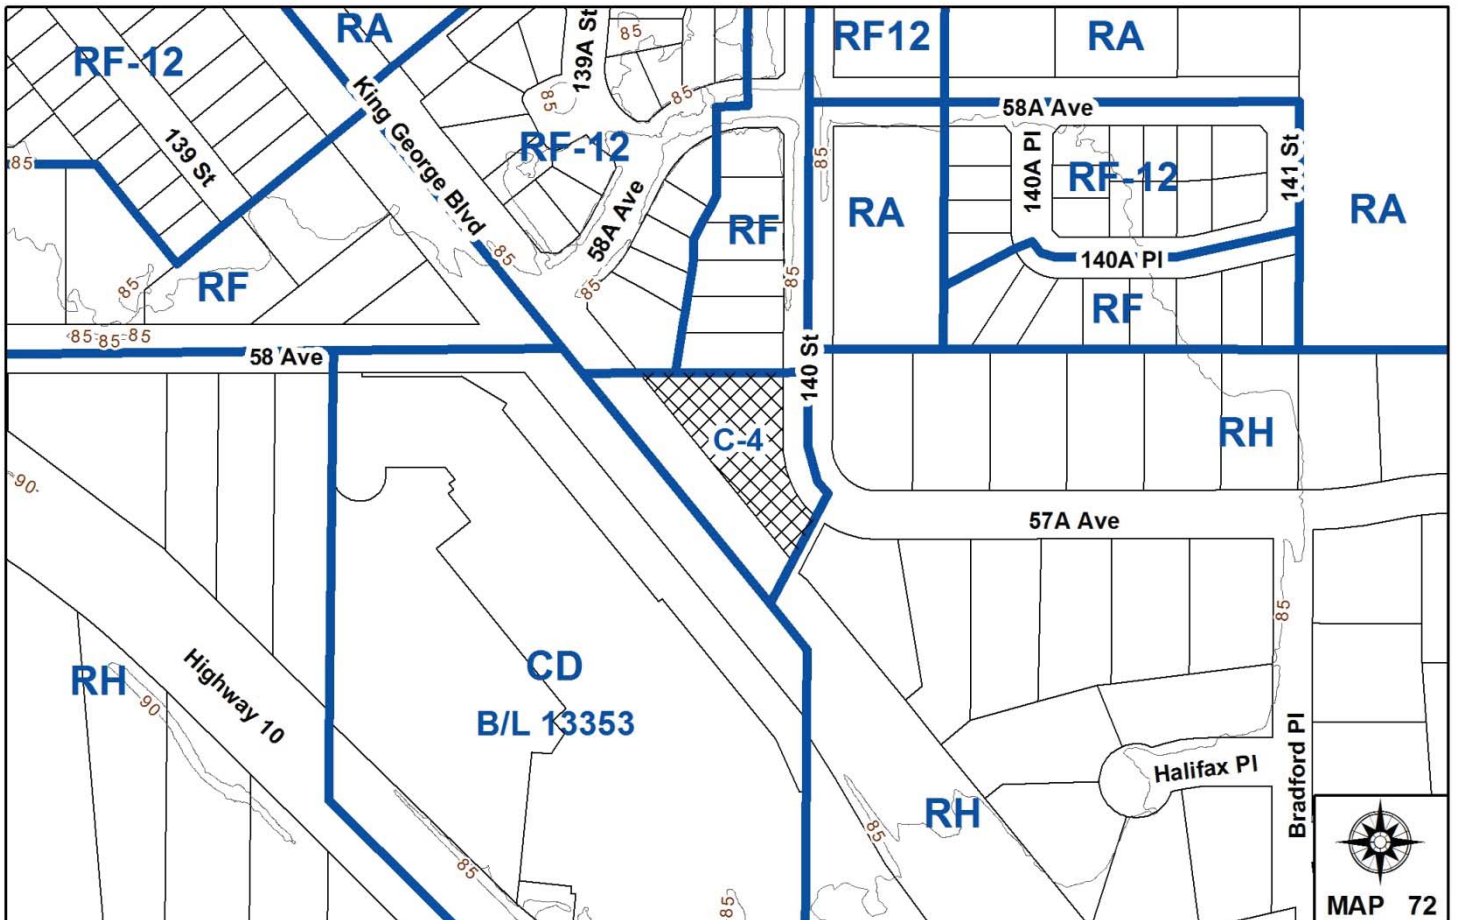 RA
139A St
85
RF12
RA
RF-12
85
58A Ave
85
139 St
King George Blvd
RF-12
85
140A Pl
RF-12
141 St
85
58A Ave
RF
RA
RA
85
140A Pl
85
RF
85
85
RF
85 85 85
58 Ave
140 St
C-4
RH
90
57A Ave
85
CD
RH
Highway 10
90
B/L 13353
Halifax Pl
Bradford Pl
RH
85
85
85
MAP 72